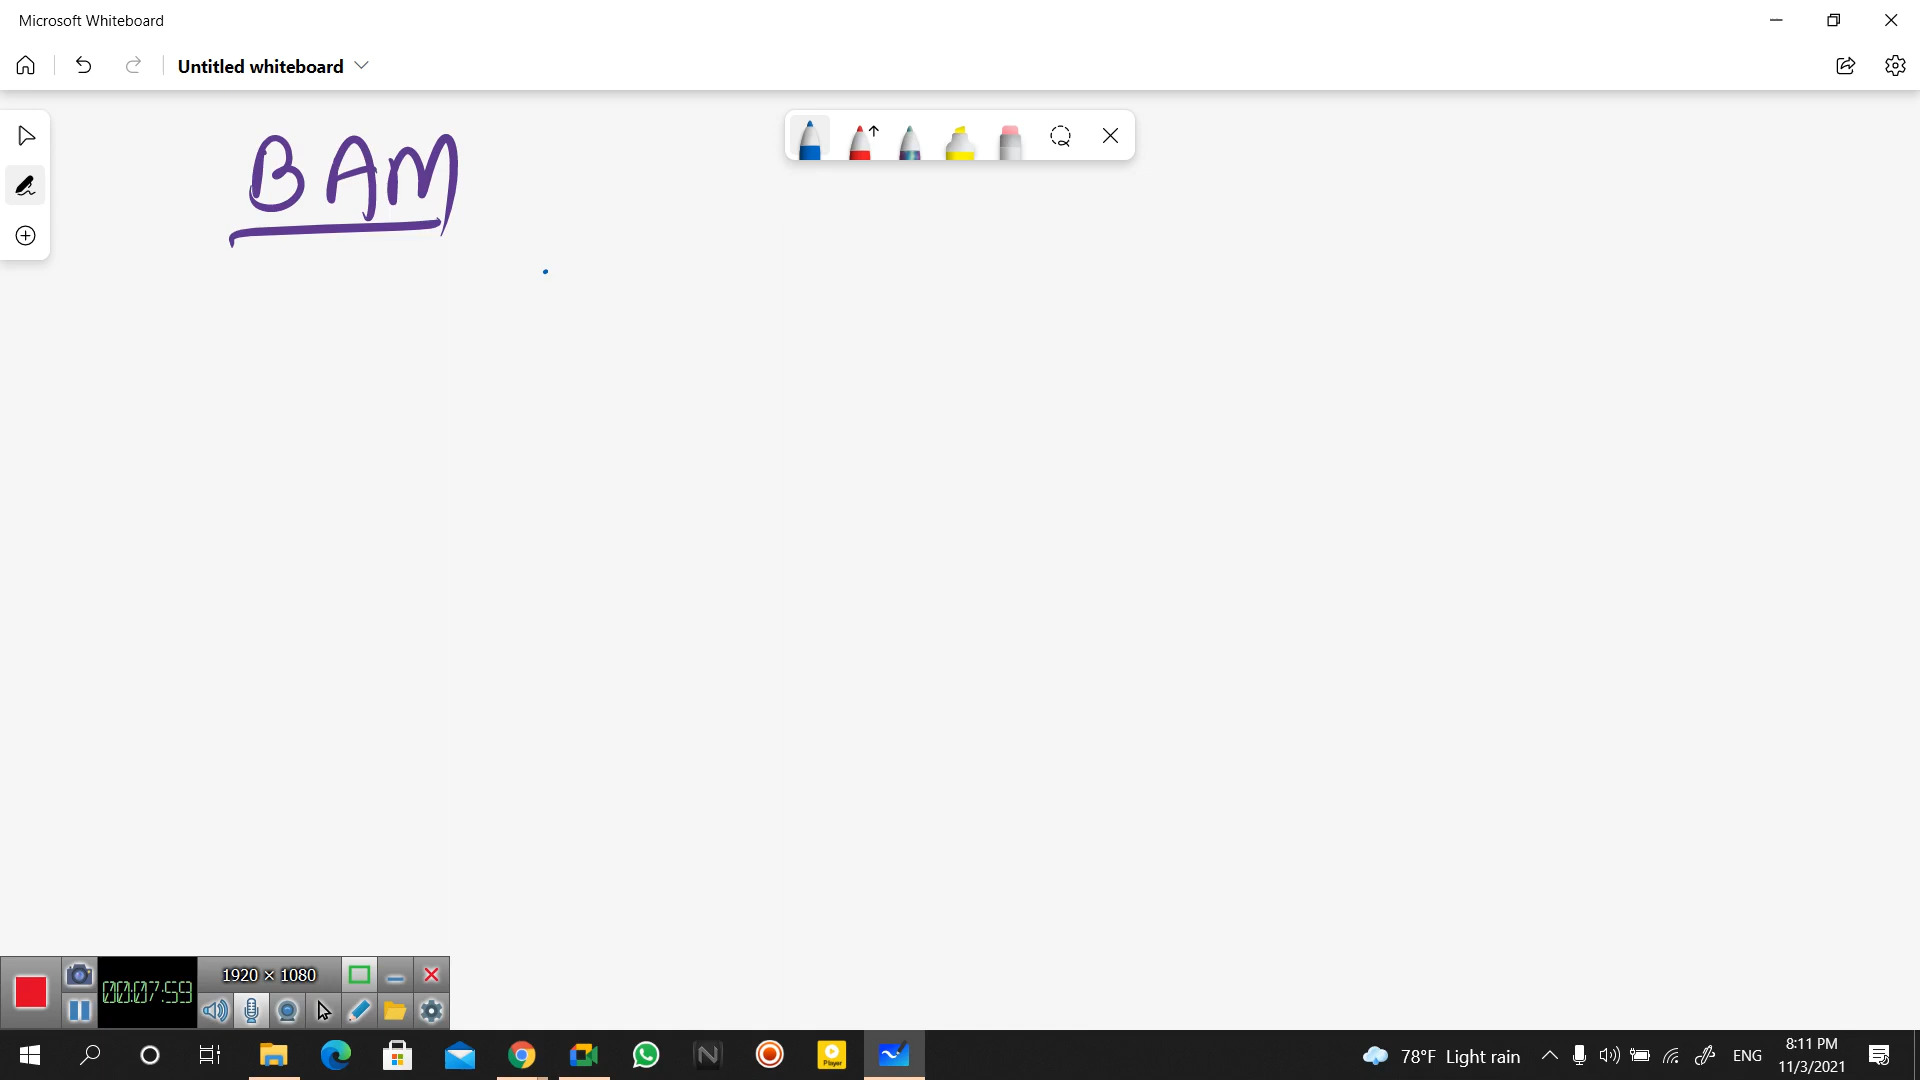 Microsoft Whiteboard
Untitled whiteboard
BAM
1920 × 1080
00:07:59
Player
N
78°F Light rain
ENG
8:11 PM
11/3/2021